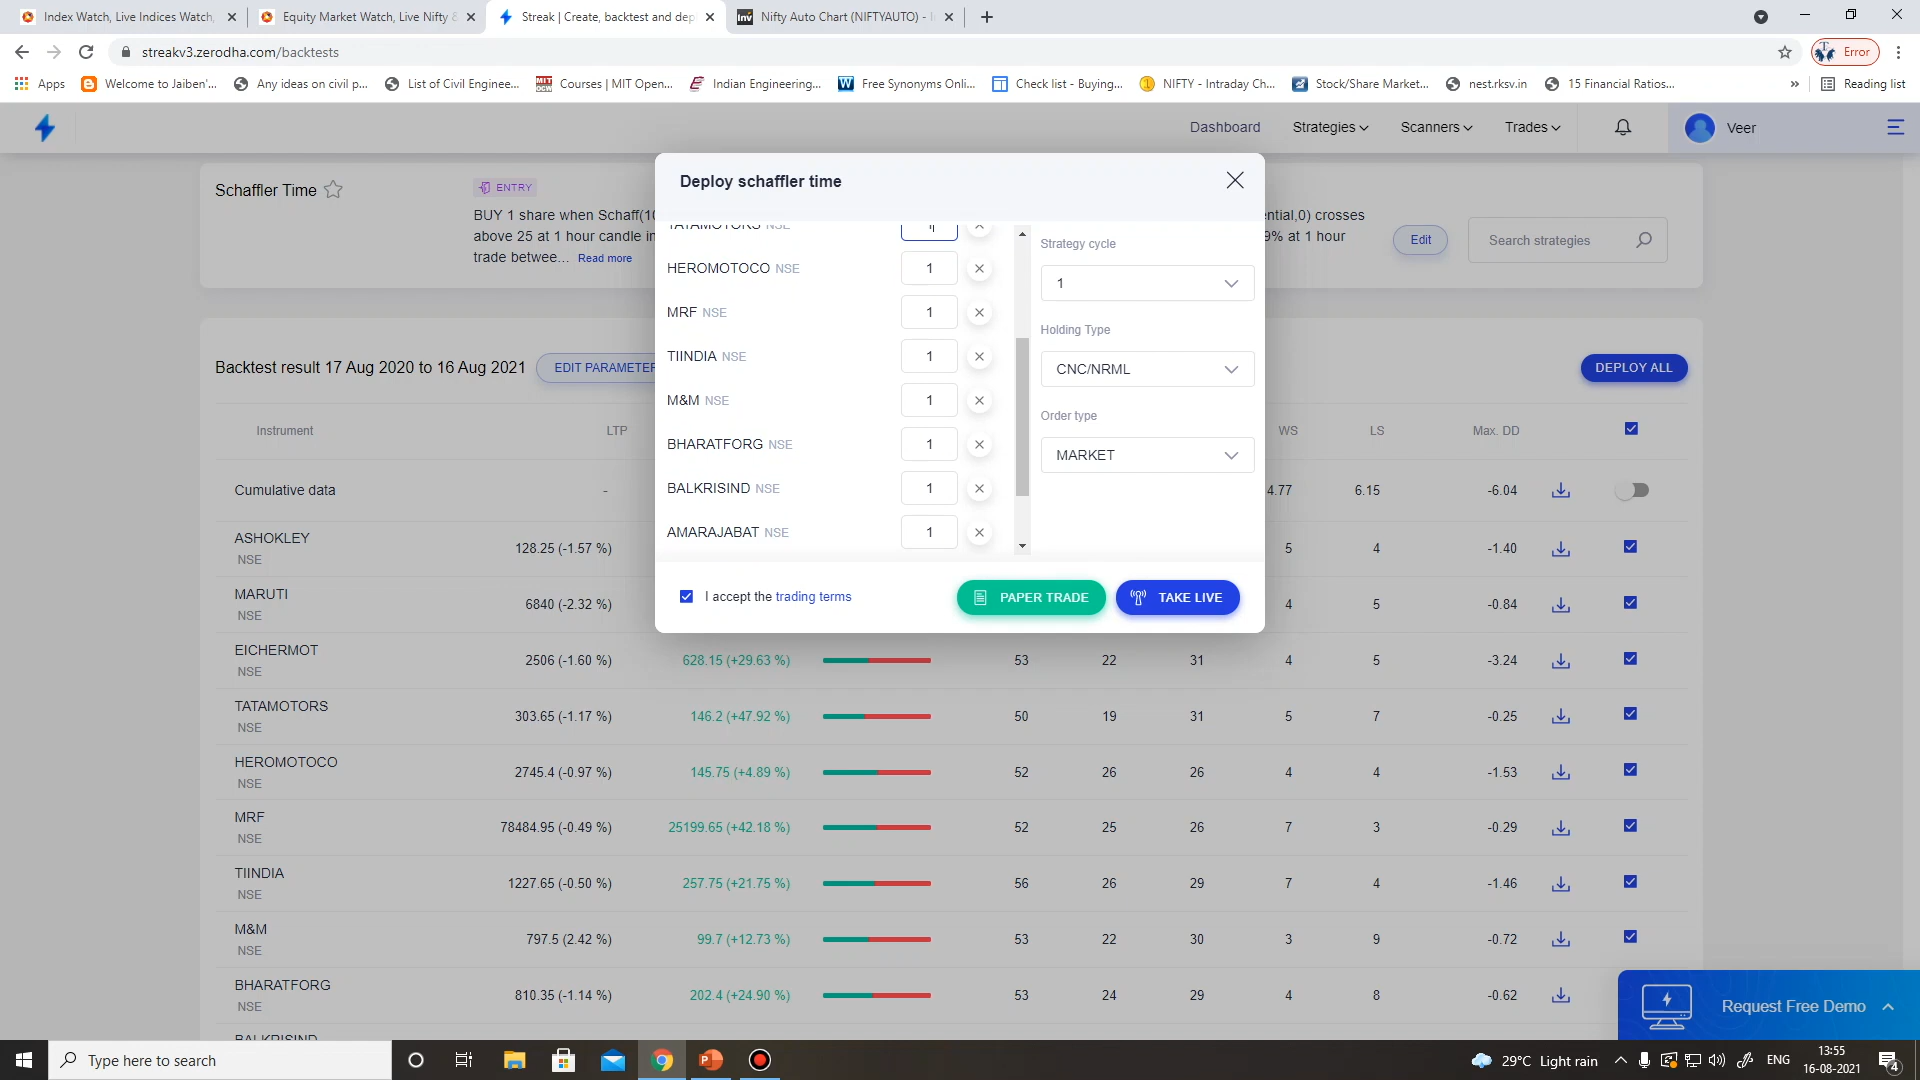 Index Watch, Live Indices Watch,
Equity Market Watch, Live Nifty
Streak | Create, backtest and dep
Nifty Auto Chart (NIFTYAUTO) -
streakv3.zerodha.com/backtests
Error
Apps
Welcome to Jaiben'...
Any ideas on civil p...
List of Civil Enginee...
Courses | MIT Open...
Indian Engineering...
Free Synonyms Onli...
Check list - Buying...
NIFTY - Intraday Ch...
Stock/Share Market...
nest.rksv.in
15 Financial Ratios...
»
Reading list
Dashboard
Strategies
Scanners
Trades
Veer
Schaffler Time
ENTRY
BUY 1 share when Schaff(10
above 25 at 1 hour candle in
trade betwee... Read more
ential,0) crosses
9% at 1 hour
Edit
Search strategies
Deploy schaffler time
TATAMOTORS NSE
HEROMOTOCO NSE 1
MRF NSE 1
TIINDIA NSE 1
M&M NSE 1
BHARATFORG NSE 1
BALKRISIND NSE 1
AMARAJABAT NSE 1
Strategy cycle
1
Holding Type
CNC/NRML
Order type
MARKET
I accept the trading terms
PAPER TRADE
TAKE LIVE
Backtest result 17 Aug 2020 to 16 Aug 2021
EDIT PARAMETER
DEPLOY ALL
Instrument LTP WS LS Max. DD
Cumulative data - 4.77 6.15 -6.04
ASHOKLEY
NSE
128.25 (-1.57 %) 5 4 -1.40
MARUTI
NSE
6840 (-2.32 %) 4 5 -0.84
EICHERMOT
NSE
2506 (-1.60 %) 628.15 (+29.63 %) 53 22 31 4 5 -3.24
TATAMOTORS
NSE
303.65 (-1.17 %) 146.2 (+47.92 %) 50 19 31 5 7 -0.25
HEROMOTOCO
NSE
2745.4 (-0.97 %) 145.75 (+4.89 %) 52 26 26 4 4 -1.53
MRF
NSE
78484.95 (-0.49 %) 25199.65 (+42.18 %) 52 25 26 7 3 -0.29
TIINDIA
NSE
1227.65 (-0.50 %) 257.75 (+21.75 %) 56 26 29 7 4 -1.46
M&M
NSE
797.5 (2.42 %) 99.7 (+12.73 %) 53 22 30 3 9 -0.72
BHARATFORG
NSE
810.35 (-1.14 %) 202.4 (+24.90 %) 53 24 29 4 8 -0.62
BALKRISIND
Request Free Demo
Type here to search
29°C Light rain
ENG
13:55
16-08-2021
4